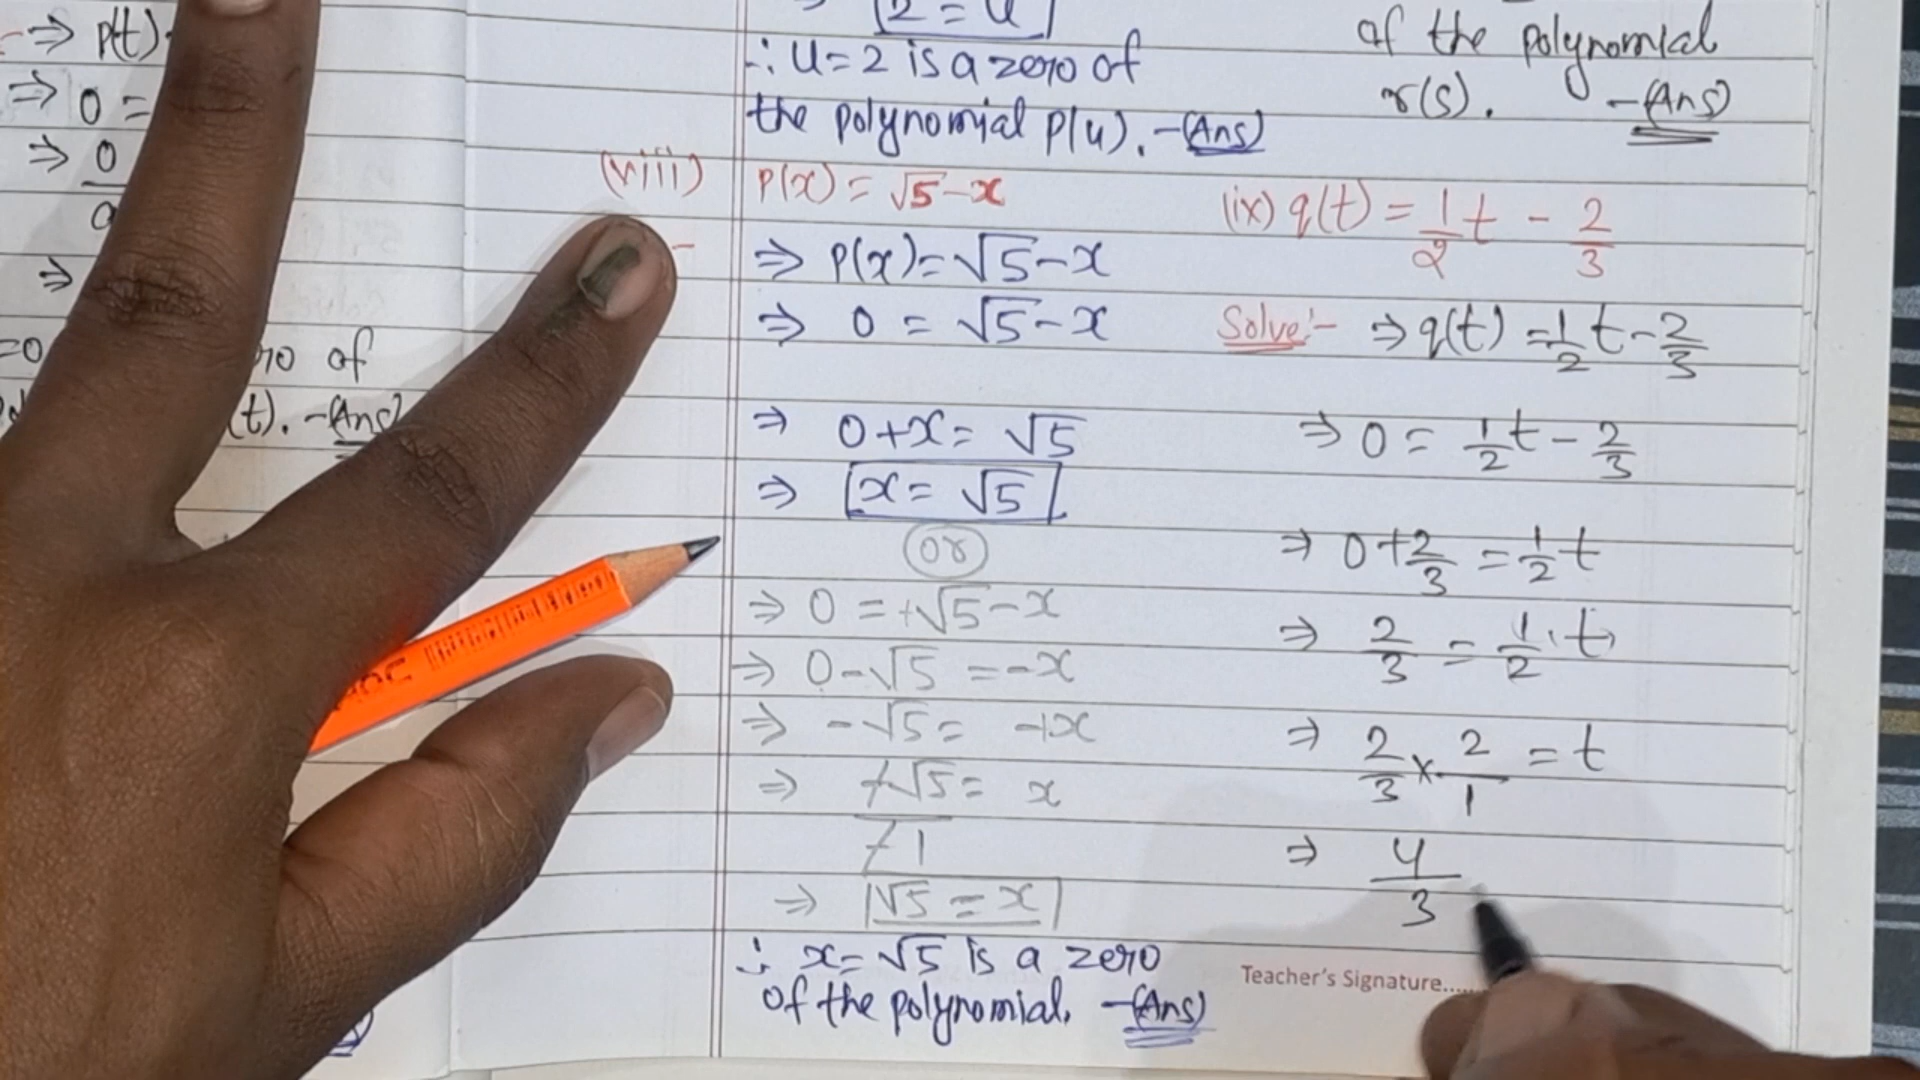 ⇒ p(t)
⇒ 0 =
⇒ 0
⇒
=0
of
(t). -(Ans)
⇒ 2 = u
∴ u=2 is a zero of
the polynomial p(u). -(Ans)
(viii) p(x) = √5-x
⇒ p(x)=√5-x
⇒ 0 = √5-x
⇒ 0+x= √5
⇒ x= √5
or
⇒ 0 =+√5-x
⇒ 0-√5 =-x
⇒ -√5= -1x
⇒ -√5/-1 = x
⇒ √5 = x
∴ x=√5 is a zero
of the polynomial. -(Ans)
of the polynomial
r(s). -(Ans)
(ix) q(t) = 1/2 t - 2/3
Solve:- ⇒ q(t) = 1/2 t - 2/3
⇒ 0 = 1/2 t - 2/3
⇒ 0+2/3 = 1/2 t
⇒ 2/3 = 1/2 . t
⇒ 2/3 × 2/1 = t
⇒ 4/3
Teacher's Signature......